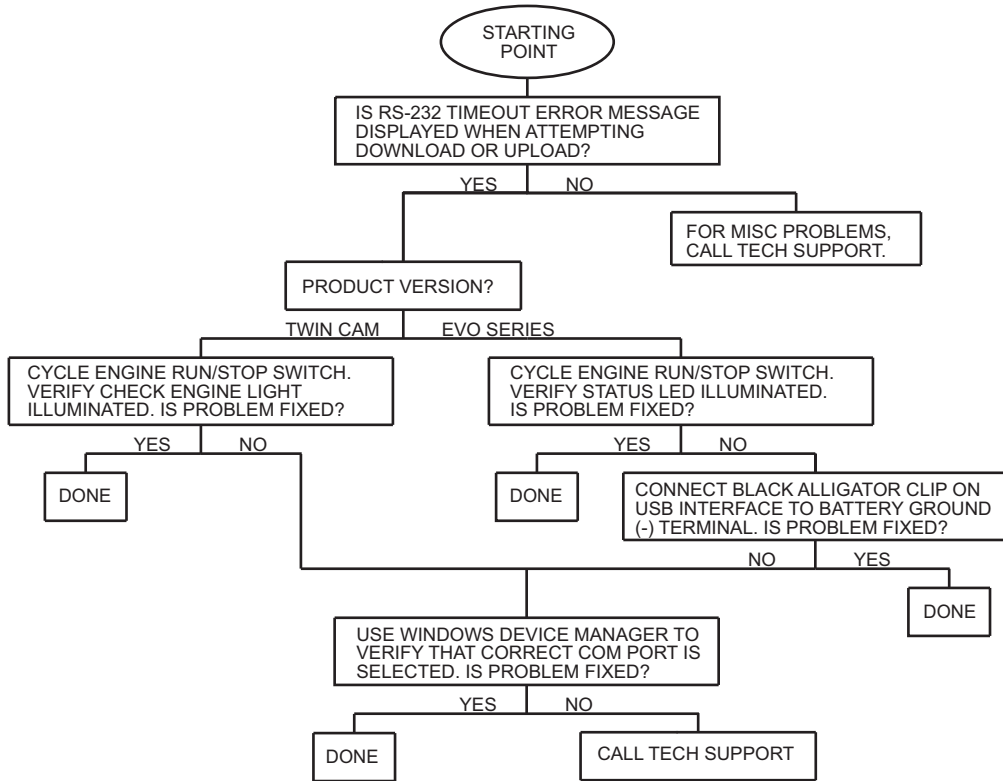 STARTING
POINT
IS RS-232 TIMEOUT ERROR MESSAGE
DISPLAYED WHEN ATTEMPTING
DOWNLOAD OR UPLOAD?
YES NO
FOR MISC PROBLEMS,
CALL TECH SUPPORT.
PRODUCT VERSION?
TWIN CAM EVO SERIES
CYCLE ENGINE RUN/STOP SWITCH.
VERIFY CHECK ENGINE LIGHT
ILLUMINATED. IS PROBLEM FIXED?
CYCLE ENGINE RUN/STOP SWITCH.
VERIFY STATUS LED ILLUMINATED.
IS PROBLEM FIXED?
YES NO
YES NO
DONE
DONE
CONNECT BLACK ALLIGATOR CLIP ON
USB INTERFACE TO BATTERY GROUND
(-) TERMINAL. IS PROBLEM FIXED?
NO YES
DONE
USE WINDOWS DEVICE MANAGER TO
VERIFY THAT CORRECT COM PORT IS
SELECTED. IS PROBLEM FIXED?
YES NO
DONE
CALL TECH SUPPORT